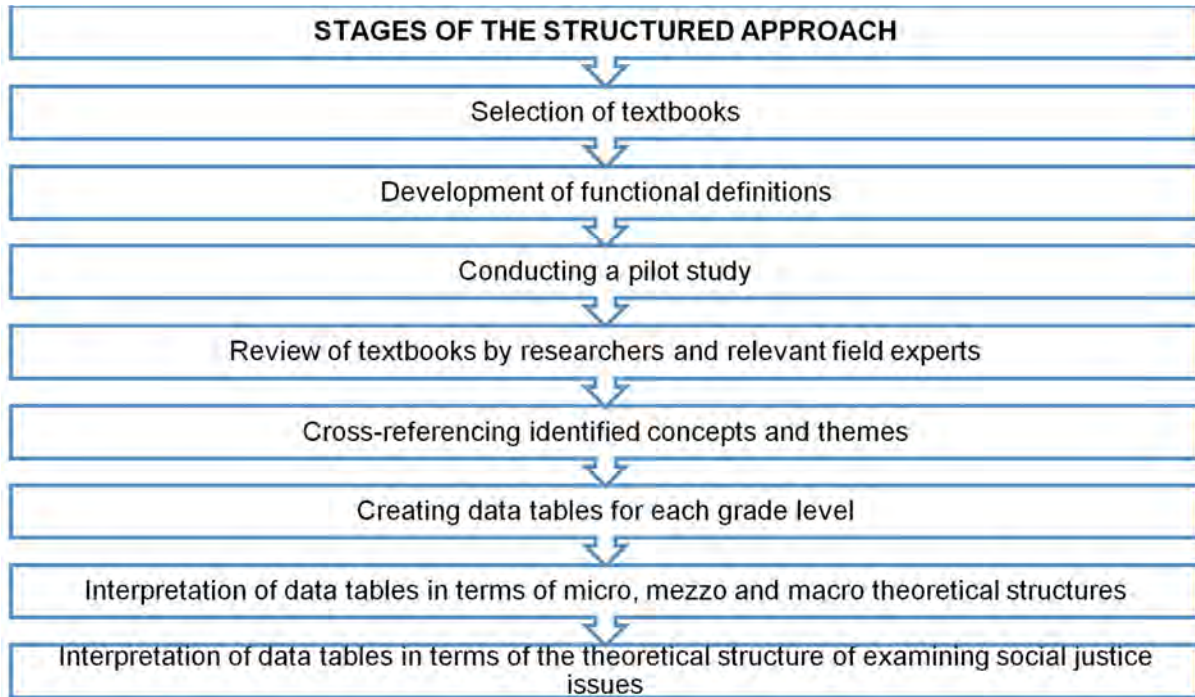 STAGES OF THE STRUCTURED APPROACH
Selection of textbooks
Development of functional definitions
Conducting a pilot study
Review of textbooks by researchers and relevant field experts
Cross-referencing identified concepts and themes
Creating data tables for each grade level
Interpretation of data tables in terms of micro, mezzo and macro theoretical structures
Interpretation of data tables in terms of the theoretical structure of examining social justice
issues